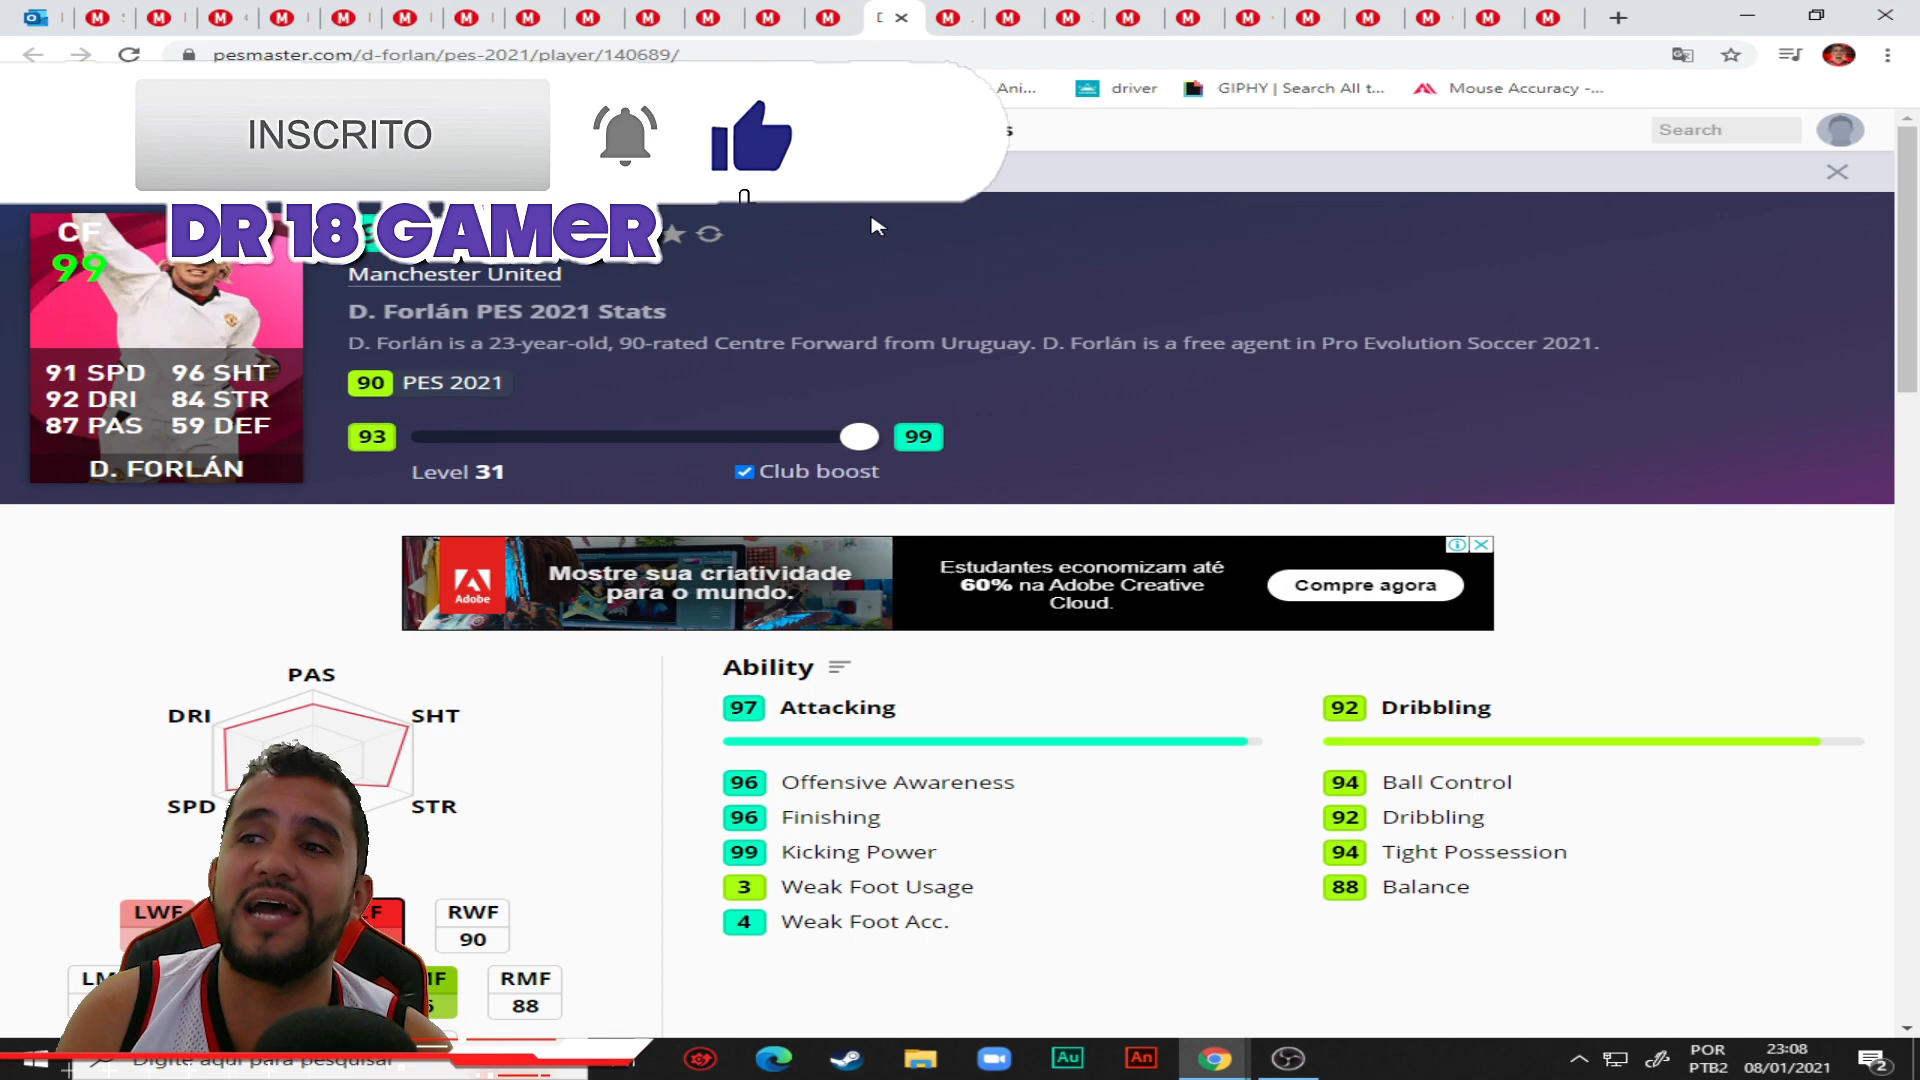 pesmaster.com/d-forlan/pes-2021/player/140689/
Ani...
driver
GIPHY | Search All t...
Mouse Accuracy -...
INSCRITO
s
Search
DR 18 GAMER
CF
99
Manchester United
D. Forlán PES 2021 Stats
D. Forlán is a 23-year-old, 90-rated Centre Forward from Uruguay. D. Forlán is a free agent in Pro Evolution Soccer 2021.
91 SPD 96 SHT
92 DRI 84 STR
87 PAS 59 DEF
D. FORLÁN
90 PES 2021
93 99
Level 31
Club boost
Adobe
Mostre sua criatividade
para o mundo.
Estudantes economizam até
60% na Adobe Creative
Cloud.
Compre agora
PAS
DRI
SHT
SPD
STR
LWF
RWF
90
RMF
88
Ability
97 Attacking
96 Offensive Awareness
96 Finishing
99 Kicking Power
3 Weak Foot Usage
4 Weak Foot Acc.
92 Dribbling
94 Ball Control
92 Dribbling
94 Tight Possession
88 Balance
Digite aqui para pesquisar
Au
An
POR
PTB2
23:08
08/01/2021
2